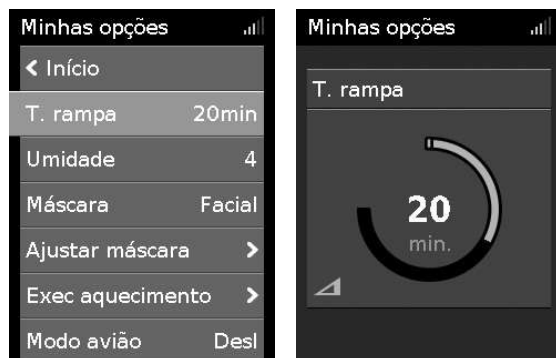 Minhas opções
< Início
T. rampa 20min
Umidade 4
Máscara Facial
Ajustar máscara >
Exec aquecimento >
Modo avião Desl
Minhas opções
T. rampa
20
min.